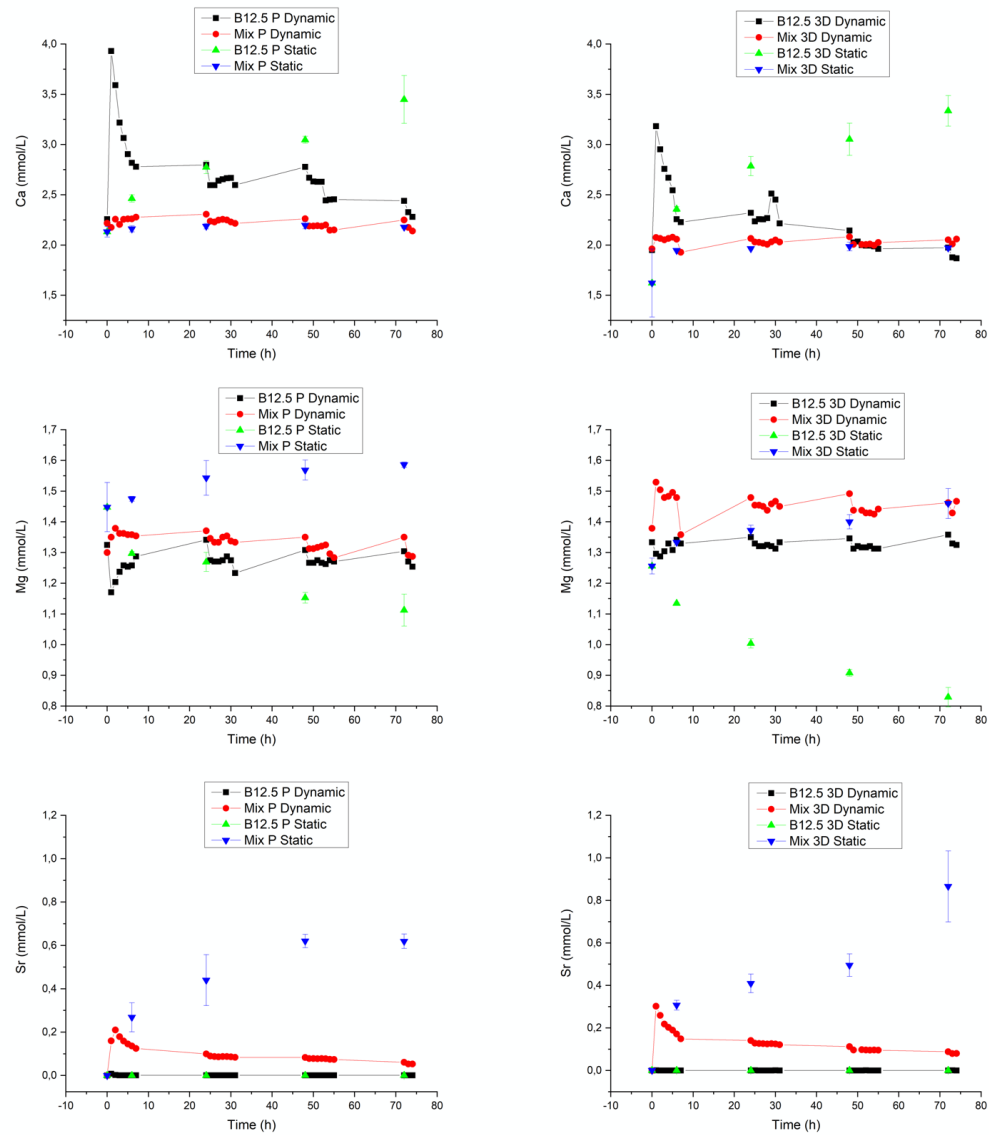 B12.5 P Dynamic
Mix P Dynamic
B12.5 P Static
Mix P Static
4,0
3,5
3,0
2,5
2,0
1,5
Ca (mmol/L)
-10 0 10 20 30 40 50 60 70 80
Time (h)
B12.5 3D Dynamic
Mix 3D Dynamic
B12.5 3D Static
Mix 3D Static
4,0
3,5
3,0
2,5
2,0
1,5
Ca (mmol/L)
-10 0 10 20 30 40 50 60 70 80
Time (h)
B12.5 P Dynamic
Mix P Dynamic
B12.5 P Static
Mix P Static
1,7
1,6
1,5
1,4
1,3
1,2
1,1
1,0
0,9
0,8
Mg (mmol/L)
-10 0 10 20 30 40 50 60 70 80
Time (h)
B12.5 3D Dynamic
Mix 3D Dynamic
B12.5 3D Static
Mix 3D Static
1,7
1,6
1,5
1,4
1,3
1,2
1,1
1,0
0,9
0,8
Mg (mmol/L)
-10 0 10 20 30 40 50 60 70 80
Time (h)
B12.5 P Dynamic
Mix P Dynamic
B12.5 P Static
Mix P Static
1,2
1,0
0,8
0,6
0,4
0,2
0,0
Sr (mmol/L)
-10 0 10 20 30 40 50 60 70 80
Time (h)
B12.5 3D Dynamic
Mix 3D Dynamic
B12.5 3D Static
Mix 3D Static
1,2
1,0
0,8
0,6
0,4
0,2
0,0
Sr (mmol/L)
-10 0 10 20 30 40 50 60 70 80
Time (h)